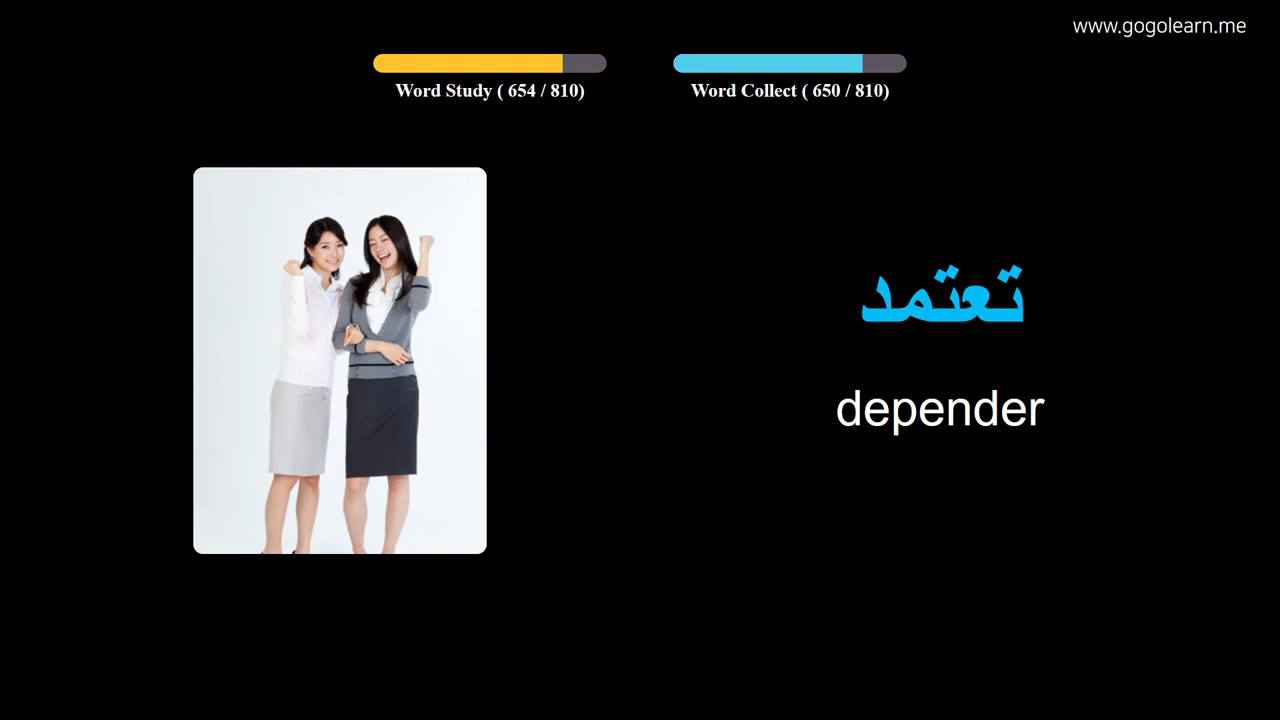 www.gogolearn.me
Word Study ( 654 / 810)
Word Collect ( 650 / 810)
تعتمد
depender